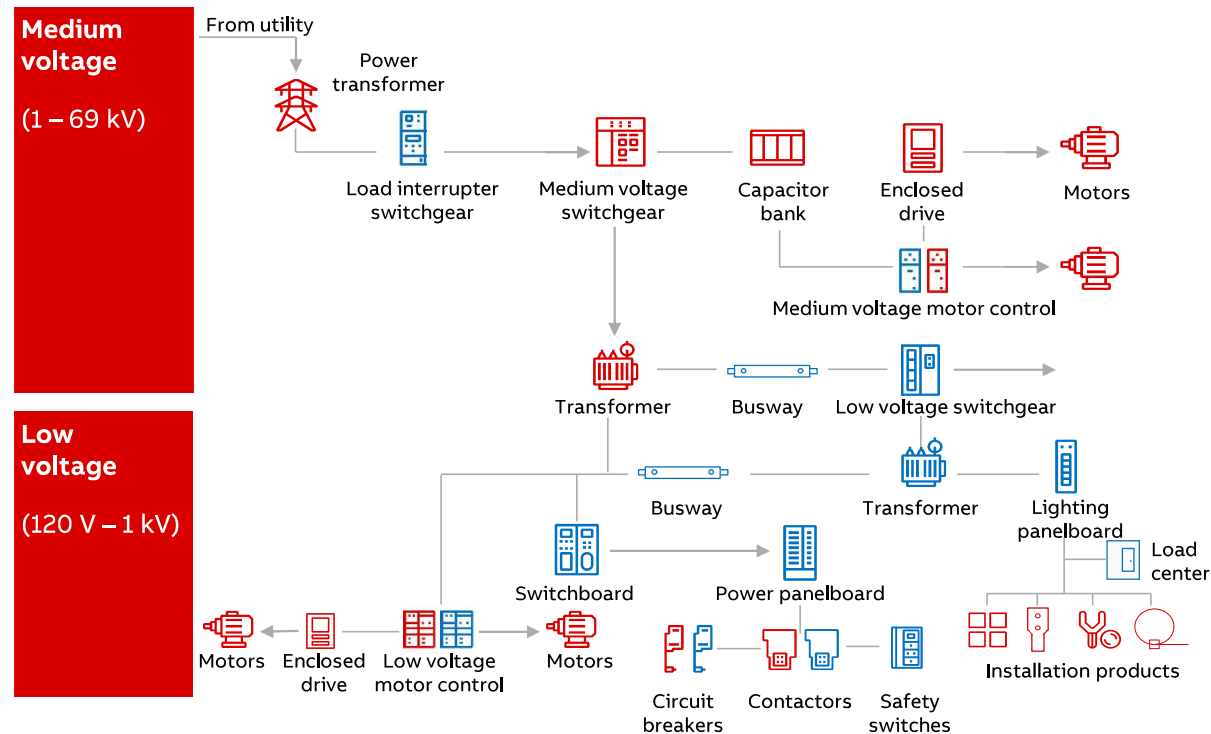 Medium
voltage
(1 – 69 kV)
From utility
Power
transformer
Load interrupter
switchgear
Medium voltage
switchgear
Capacitor
bank
Enclosed
drive
Motors
Medium voltage motor control
Transformer
Busway
Low voltage switchgear
Low
voltage
(120 V – 1 kV)
Busway
Transformer
Lighting
panelboard
Load
center
Switchboard
Power panelboard
Motors
Enclosed
drive
Low voltage
motor control
Motors
Circuit
breakers
Contactors
Safety
switches
Installation products